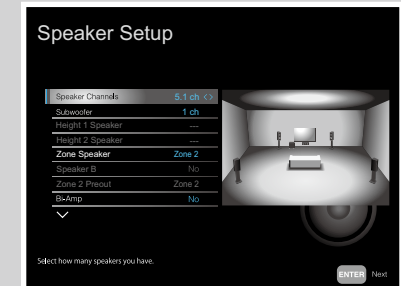 Speaker Setup
Speaker Channels 5.1 ch <>
Subwoofer 1 ch
Height 1 Speaker ---
Height 2 Speaker ---
Zone Speaker Zone 2
Speaker B No
Zone 2 Preout Zone 2
Bi-Amp No
Select how many speakers you have.
ENTER Next